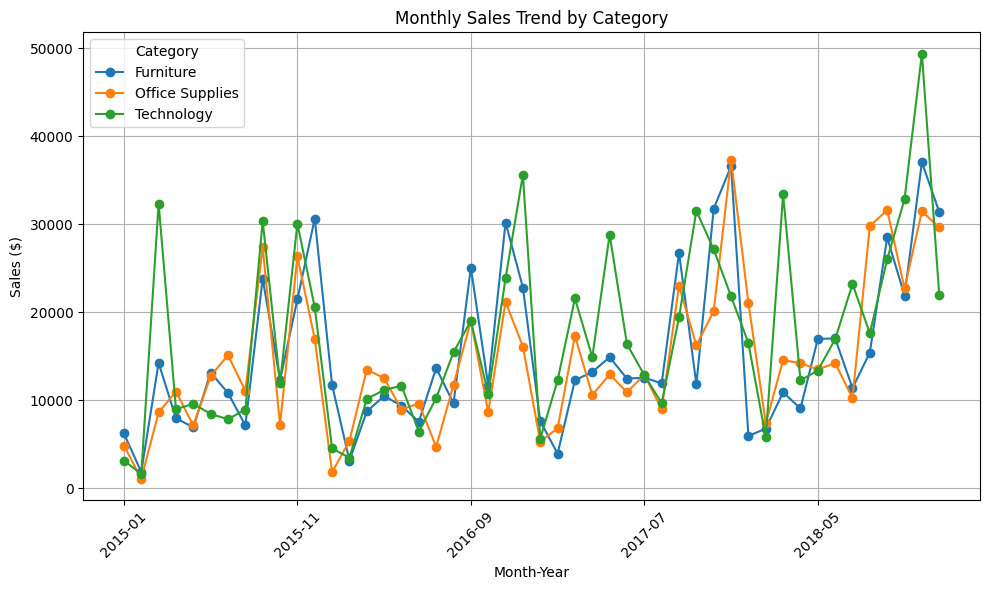 Monthly Sales Trend by Category
Category
Furniture
Office Supplies
Technology
50000
40000
30000
20000
10000
0
Sales ($)
2015-01
2015-11
2016-09
2017-07
2018-05
Month-Year